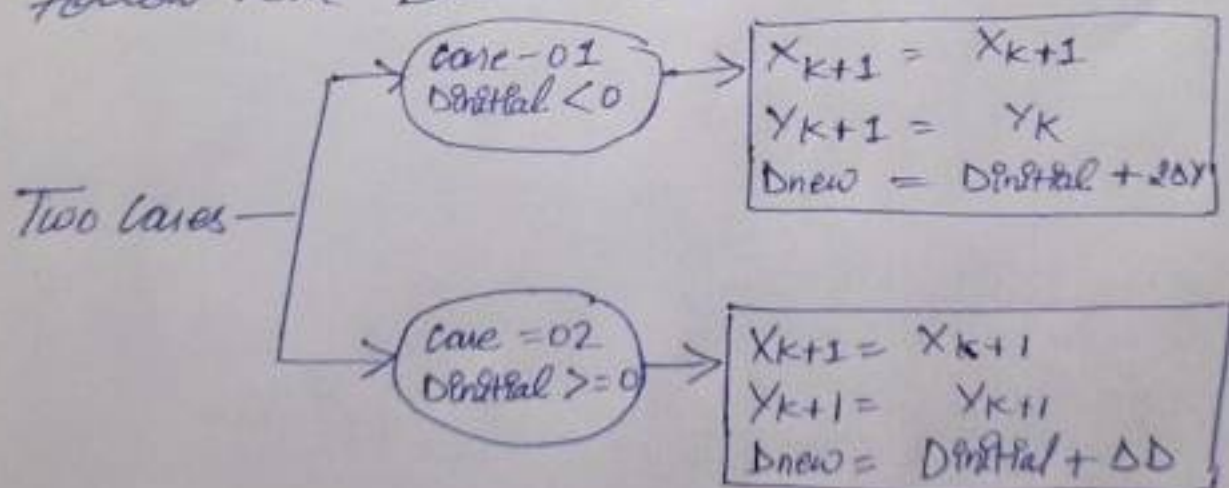 Two Cases
Case - 01
Dinitial < 0
XK+1 = XK+1
YK+1 = YK
Dnew = Dinitial + 2ΔY
Case = 02
Dinitial >= 0
XK+1 = XK+1
YK+1 = YK+1
Dnew = Dinitial + ΔD